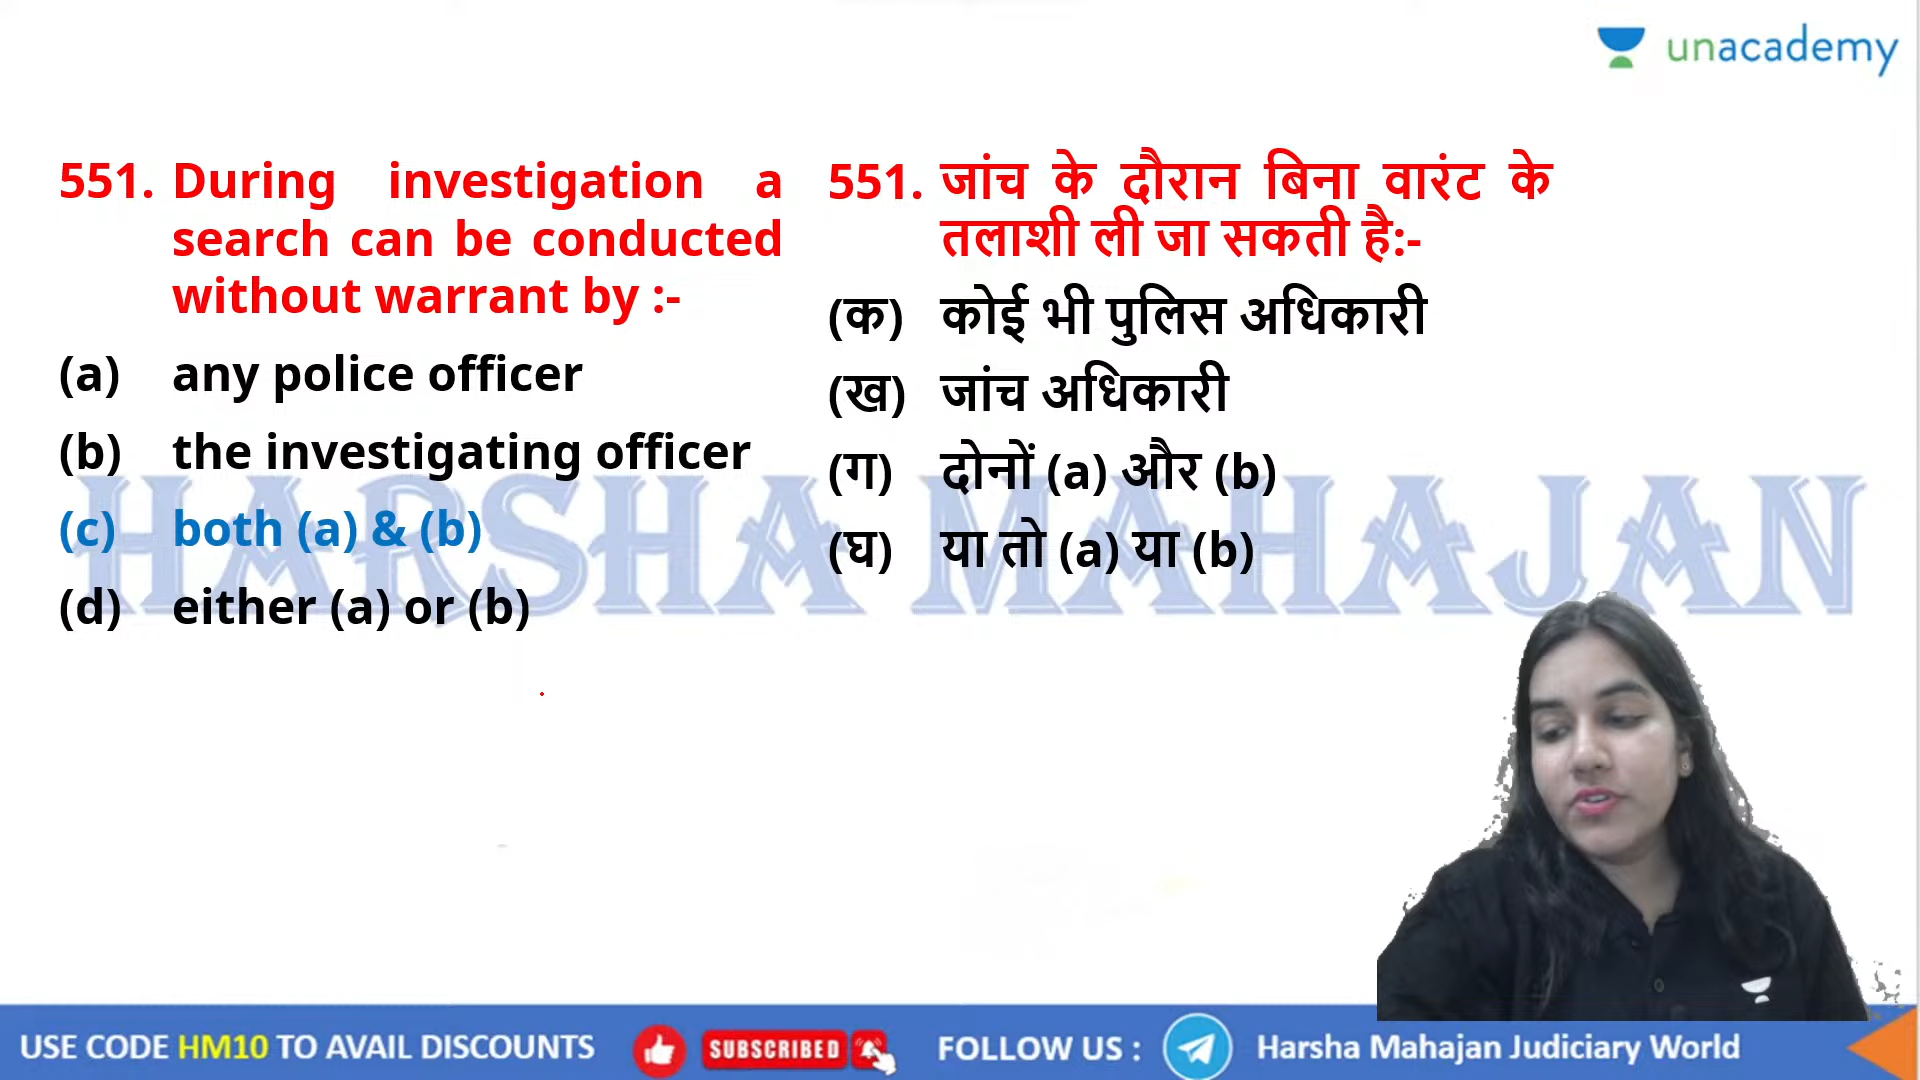 unacademy
551. During investigation a
search can be conducted
without warrant by :-
(a) any police officer
(b) the investigating officer
(c) both (a) & (b)
(d) either (a) or (b)
551. जांच के दौरान बिना वारंट के
तलाशी ली जा सकती है:-
(क) कोई भी पुलिस अधिकारी
(ख) जांच अधिकारी
(ग) दोनों (a) और (b)
(घ) या तो (a) या (b)
HARSHA MAHAJAN
USE CODE HM10 TO AVAIL DISCOUNTS
SUBSCRIBED
FOLLOW US :
Harsha Mahajan Judiciary World